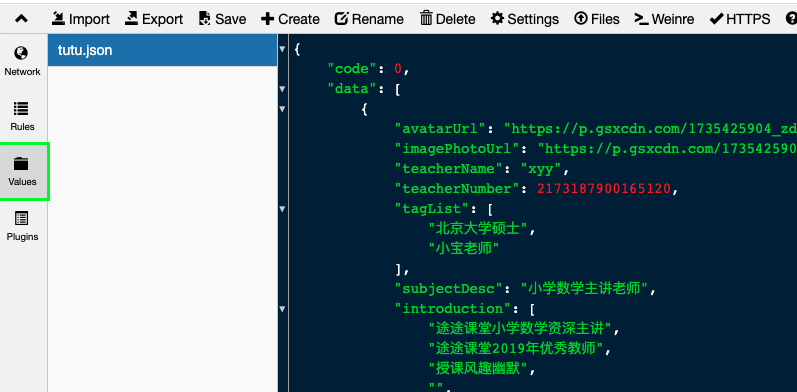 Import Export Save Create Rename Delete Settings Files Weinre HTTPS
Network
Rules
Values
Plugins
tutu.json
{
"code": 0,
"data": [
{
"avatarUrl": "https://p.gsxcdn.com/1735425904_zd
"imagePhotoUrl": "https://p.gsxcdn.com/17354259
"teacherName": "xyy",
"teacherNumber": 2173187900165120,
"tagList": [
"北京大学硕士",
"小宝老师"
],
"subjectDesc": "小学数学主讲老师",
"introduction": [
"途途课堂小学数学资深主讲",
"途途课堂2019年优秀教师",
"授课风趣幽默",
"",